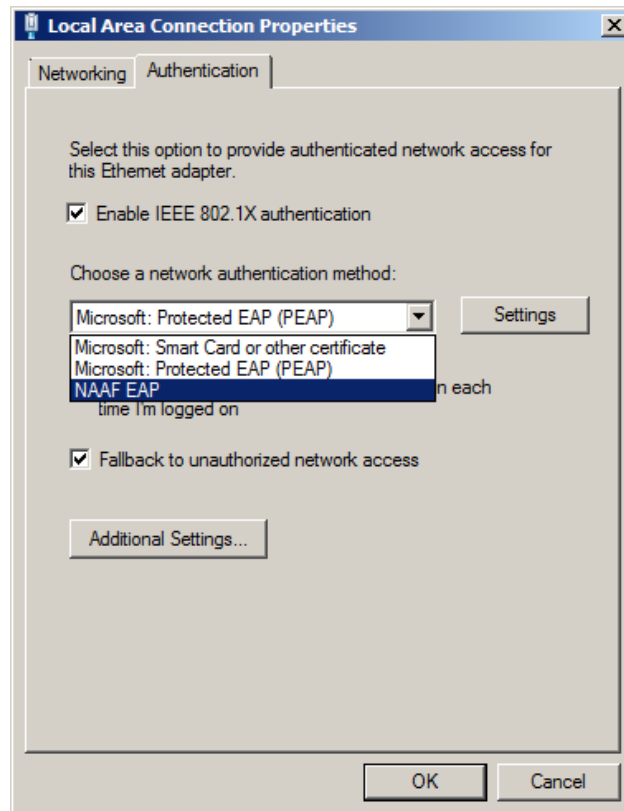 Local Area Connection Properties
Networking
Authentication
Select this option to provide authenticated network access for
this Ethernet adapter.
Enable IEEE 802.1X authentication
Choose a network authentication method:
Microsoft: Protected EAP (PEAP)
Settings
Microsoft: Smart Card or other certificate
Microsoft: Protected EAP (PEAP)
NAAF EAP
n each
time I'm logged on
Fallback to unauthorized network access
Additional Settings...
OK
Cancel